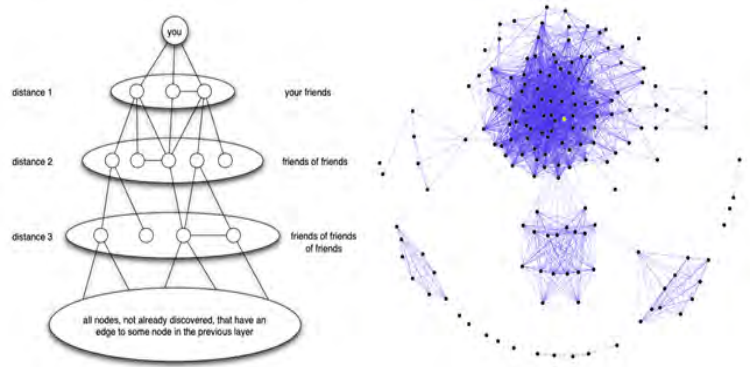 you
distance 1
your friends
distance 2
friends of friends
distance 3
friends of friends
of friends
all nodes, not already discovered, that have an
edge to some node in the previous layer